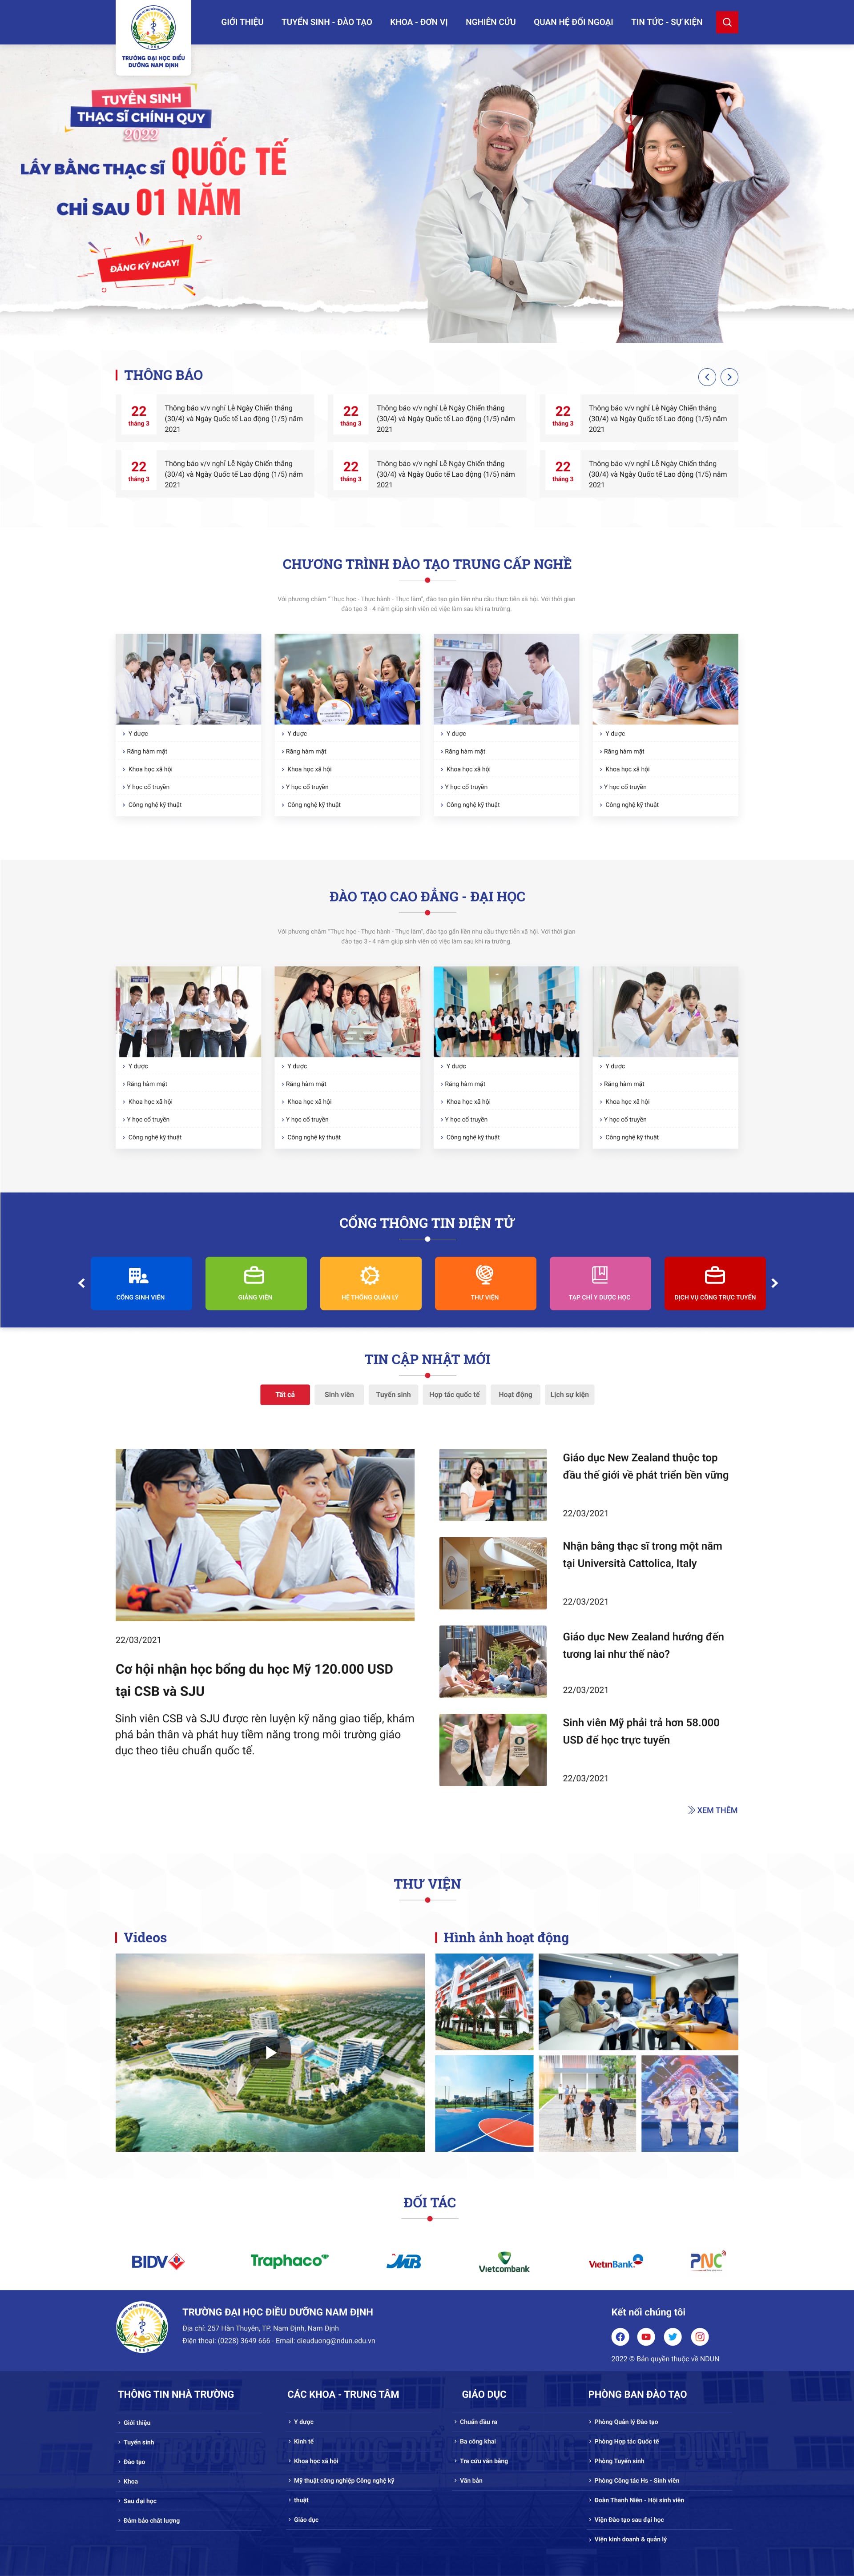 GIỚI THIỆU
TUYỂN SINH - ĐÀO TẠO
KHOA - ĐƠN VỊ
NGHIÊN CỨU
QUAN HỆ ĐỐI NGOẠI
TIN TỨC - SỰ KIỆN
TRƯỜNG ĐẠI HỌC ĐIỀU
DƯỠNG NAM ĐỊNH
TUYỂN SINH
THẠC SĨ CHÍNH QUY
2022
LẤY BẰNG THẠC SĨ QUỐC TẾ
CHỈ SAU 01 NĂM
ĐĂNG KÝ NGAY!
THÔNG BÁO
22
tháng 3
Thông báo v/v nghỉ Lễ Ngày Chiến thắng
(30/4) và Ngày Quốc tế Lao động (1/5) năm
2021
22
tháng 3
Thông báo v/v nghỉ Lễ Ngày Chiến thắng
(30/4) và Ngày Quốc tế Lao động (1/5) năm
2021
22
tháng 3
Thông báo v/v nghỉ Lễ Ngày Chiến thắng
(30/4) và Ngày Quốc tế Lao động (1/5) năm
2021
22
tháng 3
Thông báo v/v nghỉ Lễ Ngày Chiến thắng
(30/4) và Ngày Quốc tế Lao động (1/5) năm
2021
22
tháng 3
Thông báo v/v nghỉ Lễ Ngày Chiến thắng
(30/4) và Ngày Quốc tế Lao động (1/5) năm
2021
22
tháng 3
Thông báo v/v nghỉ Lễ Ngày Chiến thắng
(30/4) và Ngày Quốc tế Lao động (1/5) năm
2021
CHƯƠNG TRÌNH ĐÀO TẠO TRUNG CẤP NGHỀ
Với phương châm "Thực học - Thực hành - Thực làm", đào tạo gắn liền nhu cầu thực tiễn xã hội. Với thời gian
đào tạo 3 - 4 năm giúp sinh viên có việc làm sau khi ra trường.
› Y dược
› Răng hàm mặt
› Khoa học xã hội
› Y học cổ truyền
› Công nghệ kỹ thuật
› Y dược
› Răng hàm mặt
› Khoa học xã hội
› Y học cổ truyền
› Công nghệ kỹ thuật
› Y dược
› Răng hàm mặt
› Khoa học xã hội
› Y học cổ truyền
› Công nghệ kỹ thuật
› Y dược
› Răng hàm mặt
› Khoa học xã hội
› Y học cổ truyền
› Công nghệ kỹ thuật
ĐÀO TẠO CAO ĐẲNG - ĐẠI HỌC
Với phương châm "Thực học - Thực hành - Thực làm", đào tạo gắn liền nhu cầu thực tiễn xã hội. Với thời gian
đào tạo 3 - 4 năm giúp sinh viên có việc làm sau khi ra trường.
› Y dược
› Răng hàm mặt
› Khoa học xã hội
› Y học cổ truyền
› Công nghệ kỹ thuật
› Y dược
› Răng hàm mặt
› Khoa học xã hội
› Y học cổ truyền
› Công nghệ kỹ thuật
› Y dược
› Răng hàm mặt
› Khoa học xã hội
› Y học cổ truyền
› Công nghệ kỹ thuật
› Y dược
› Răng hàm mặt
› Khoa học xã hội
› Y học cổ truyền
› Công nghệ kỹ thuật
CỔNG THÔNG TIN ĐIỆN TỬ
CỔNG SINH VIÊN
GIẢNG VIÊN
HỆ THỐNG QUẢN LÝ
THƯ VIỆN
TẠP CHÍ Y DƯỢC HỌC
DỊCH VỤ CÔNG TRỰC TUYẾN
TIN CẬP NHẬT MỚI
Tất cả
Sinh viên
Tuyển sinh
Hợp tác quốc tế
Hoạt động
Lịch sự kiện
22/03/2021
Cơ hội nhận học bổng du học Mỹ 120.000 USD
tại CSB và SJU
Sinh viên CSB và SJU được rèn luyện kỹ năng giao tiếp, khám
phá bản thân và phát huy tiềm năng trong môi trường giáo
dục theo tiêu chuẩn quốc tế.
Giáo dục New Zealand thuộc top
đầu thế giới về phát triển bền vững
22/03/2021
Nhận bằng thạc sĩ trong một năm
tại Università Cattolica, Italy
22/03/2021
Giáo dục New Zealand hướng đến
tương lai như thế nào?
22/03/2021
Sinh viên Mỹ phải trả hơn 58.000
USD để học trực tuyến
22/03/2021
XEM THÊM
THƯ VIỆN
Videos
Hình ảnh hoạt động
ĐỐI TÁC
BIDV
Traphaco
MB
Vietcombank
VietinBank
PNC
TRƯỜNG ĐẠI HỌC ĐIỀU DƯỠNG NAM ĐỊNH
Địa chỉ: 257 Hàn Thuyên, TP. Nam Định, Nam Định
Điện thoại: (0228) 3649 666 - Email: dieuduong@ndun.edu.vn
Kết nối chúng tôi
2022 © Bản quyền thuộc về NDUN
THÔNG TIN NHÀ TRƯỜNG
› Giới thiệu
› Tuyển sinh
› Đào tạo
› Khoa
› Sau đại học
› Đảm bảo chất lượng
CÁC KHOA - TRUNG TÂM
› Y dược
› Kinh tế
› Khoa học xã hội
› Mỹ thuật công nghiệp Công nghệ kỹ
› thuật
› Giáo dục
GIÁO DỤC
› Chuẩn đầu ra
› Ba công khai
› Tra cứu văn bằng
› Văn bản
PHÒNG BAN ĐÀO TẠO
› Phòng Quản lý Đào tạo
› Phòng Hợp tác Quốc tế
› Phòng Tuyển sinh
› Phòng Công tác Hs - Sinh viên
› Đoàn Thanh Niên - Hội sinh viên
› Viện Đào tạo sau đại học
› Viện kinh doanh & quản lý